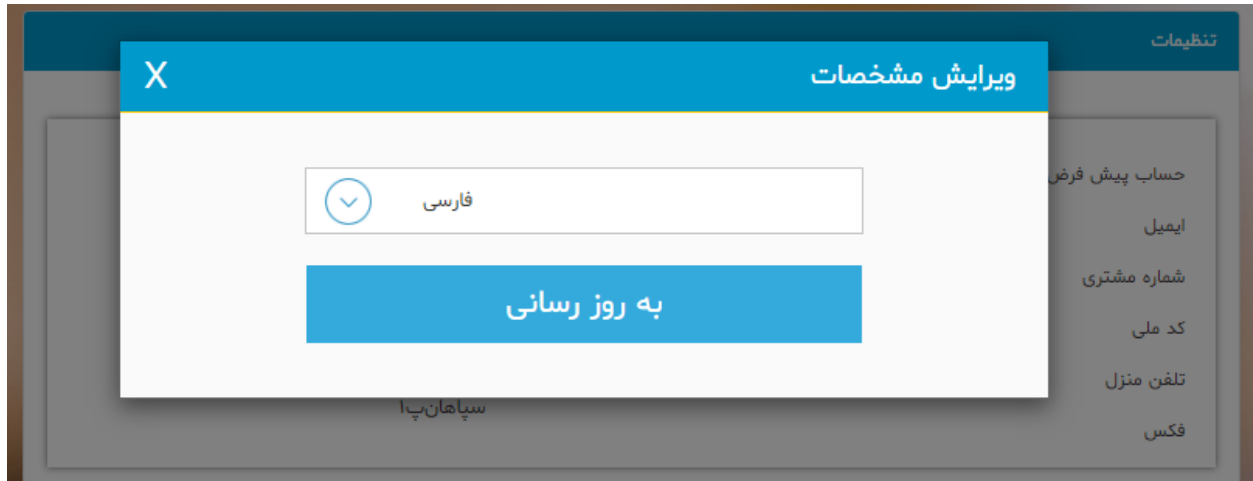 تنظیمات
ویرایش مشخصات
X
فارسی
به روز رسانی
حساب پیش فرض
ایمیل
شماره مشتری
کد ملی
تلفن منزل
سپاهان‌پ۱
فکس